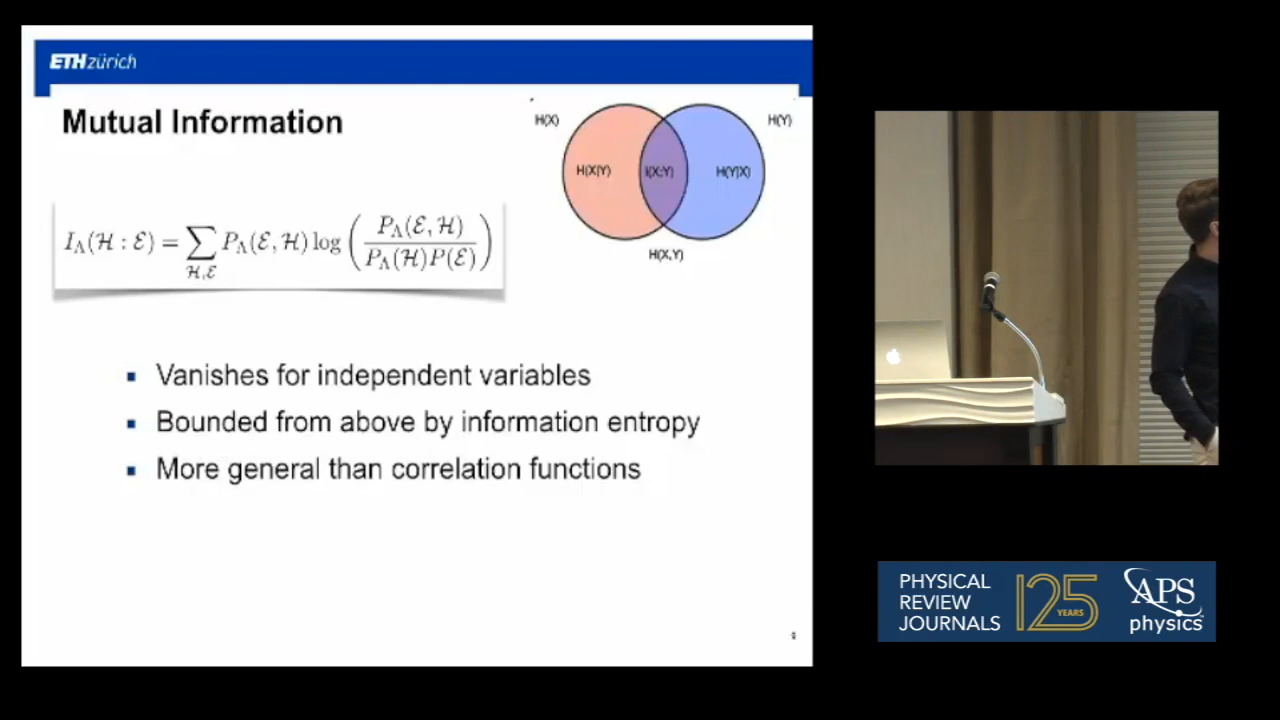 ETH zürich
Mutual Information
H(X)
H(Y)
H(X|Y)
I(X;Y)
H(Y|X)
H(X,Y)
I_Λ(ℋ : ℰ) = ∑_{ℋ,ℰ} P_Λ(ℰ, ℋ) log ( P_Λ(ℰ, ℋ) / P_Λ(ℋ)P(ℰ) )
▪ Vanishes for independent variables
▪ Bounded from above by information entropy
▪ More general than correlation functions
PHYSICAL
REVIEW
JOURNALS
125
YEARS
APS
physics